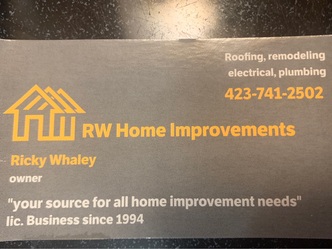 Roofing, remodeling
electrical, plumbing
423-741-2502
RW Home Improvements
Ricky Whaley
owner
"your source for all home improvement needs"
lic. Business since 1994